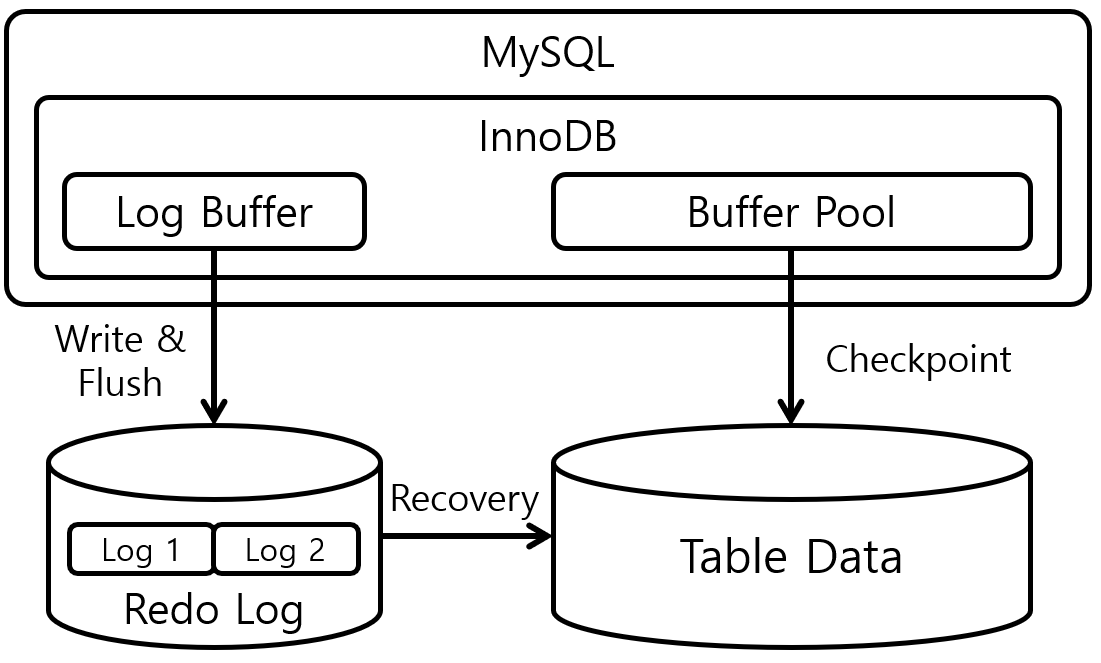 MySQL
InnoDB
Log Buffer
Buffer Pool
Write &
Flush
Checkpoint
Recovery
Log 1
Log 2
Redo Log
Table Data